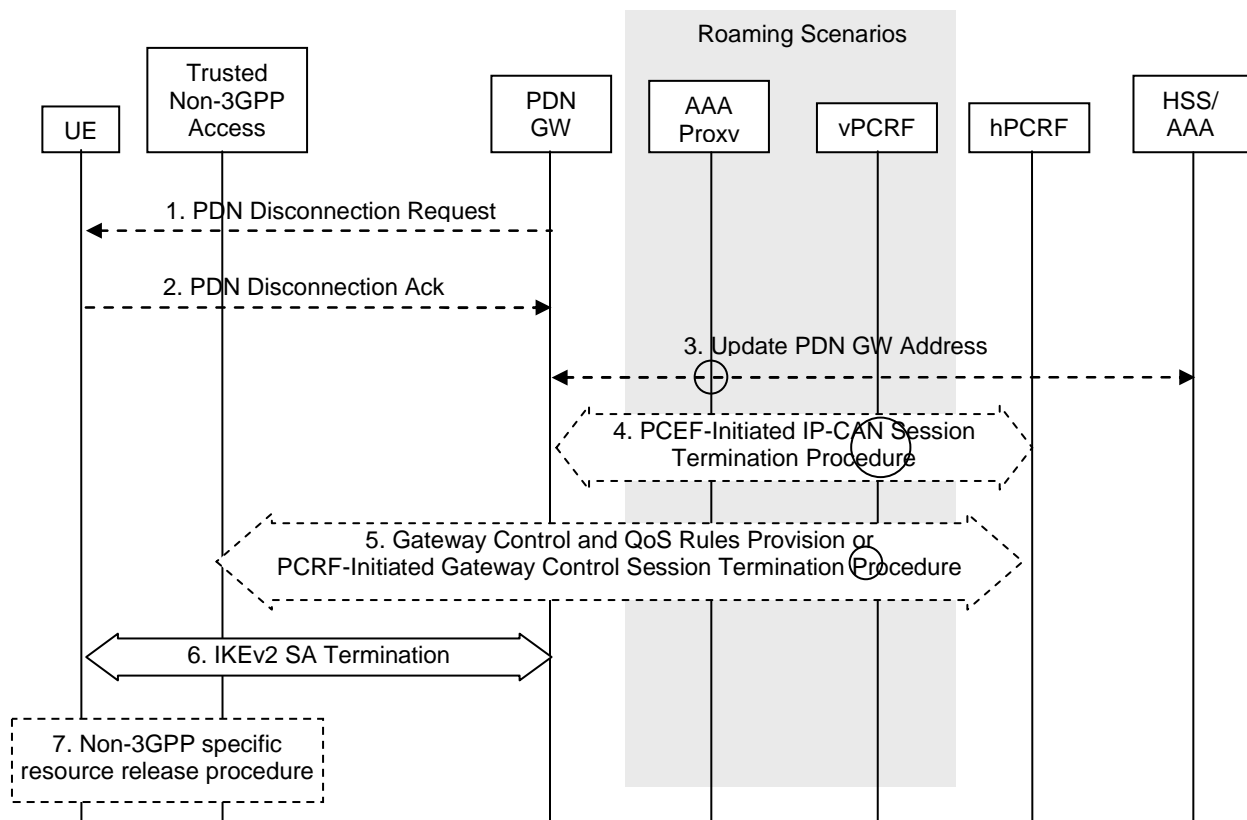 Roaming Scenarios
UE
Trusted
Non-3GPP
Access
PDN
GW
AAA
Proxv
vPCRF
hPCRF
HSS/
AAA
1. PDN Disconnection Request
2. PDN Disconnection Ack
3. Update PDN GW Address
4. PCEF-Initiated IP-CAN Session
Termination Procedure
5. Gateway Control and QoS Rules Provision or
PCRF-Initiated Gateway Control Session Termination Procedure
6. IKEv2 SA Termination
7. Non-3GPP specific
resource release procedure